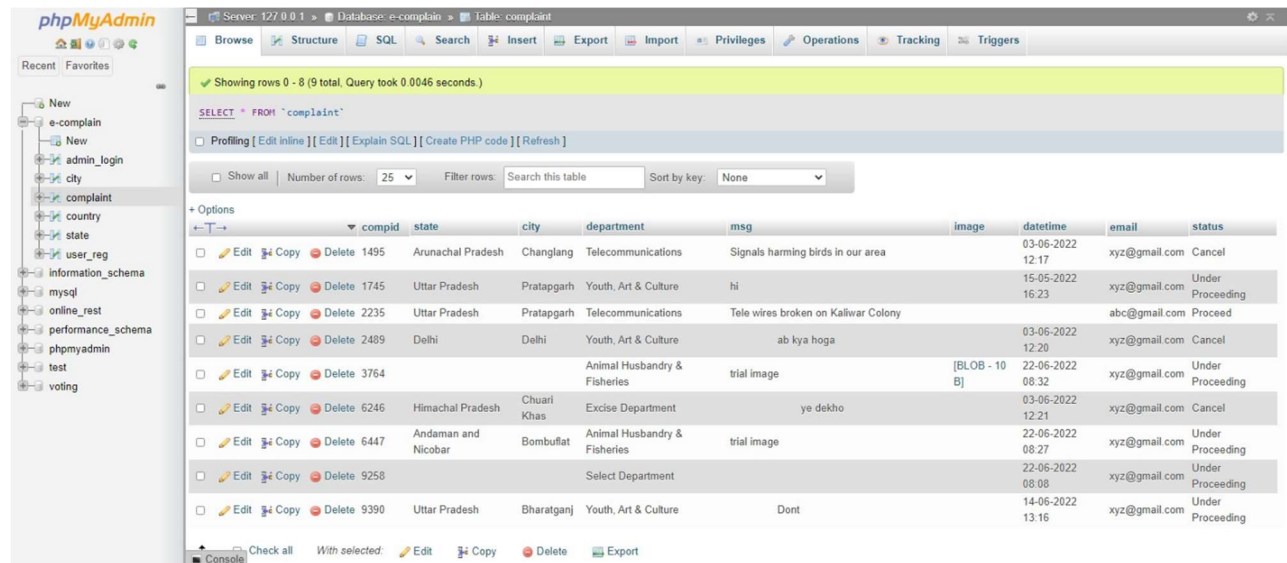 phpMyAdmin
Server: 127.0.0.1 » Database: e-complain » Table: complaint
Browse Structure SQL Search Insert Export Import Privileges Operations Tracking Triggers
Recent Favorites
New
e-complain
New
admin_login
city
complaint
country
state
user_reg
information_schema
mysql
online_rest
performance_schema
phpmyadmin
test
voting
Showing rows 0 - 8 (9 total, Query took 0.0046 seconds.)
SELECT * FROM `complaint`
Profiling [ Edit inline ] [ Edit ] [ Explain SQL ] [ Create PHP code ] [ Refresh ]
Show all Number of rows: 25 Filter rows: Search this table Sort by key: None
+ Options
←T→ compid state city department msg image datetime email status
Edit Copy Delete 1495 Arunachal Pradesh Changlang Telecommunications Signals harming birds in our area 03-06-2022 12:17 xyz@gmail.com Cancel
Edit Copy Delete 1745 Uttar Pradesh Pratapgarh Youth, Art & Culture hi 15-05-2022 16:23 xyz@gmail.com Under Proceeding
Edit Copy Delete 2235 Uttar Pradesh Pratapgarh Telecommunications Tele wires broken on Kaliwar Colony abc@gmail.com Proceed
Edit Copy Delete 2489 Delhi Delhi Youth, Art & Culture ab kya hoga 03-06-2022 12:20 xyz@gmail.com Cancel
Edit Copy Delete 3764 Animal Husbandry & Fisheries trial image [BLOB - 10 B] 22-06-2022 08:32 xyz@gmail.com Under Proceeding
Edit Copy Delete 6246 Himachal Pradesh Chuari Khas Excise Department ye dekho 03-06-2022 12:21 xyz@gmail.com Cancel
Edit Copy Delete 6447 Andaman and Nicobar Bombuflat Animal Husbandry & Fisheries trial image 22-06-2022 08:27 xyz@gmail.com Under Proceeding
Edit Copy Delete 9258 Select Department 22-06-2022 08:08 xyz@gmail.com Under Proceeding
Edit Copy Delete 9390 Uttar Pradesh Bharatganj Youth, Art & Culture Dont 14-06-2022 13:16 xyz@gmail.com Under Proceeding
Check all With selected: Edit Copy Delete Export
Console